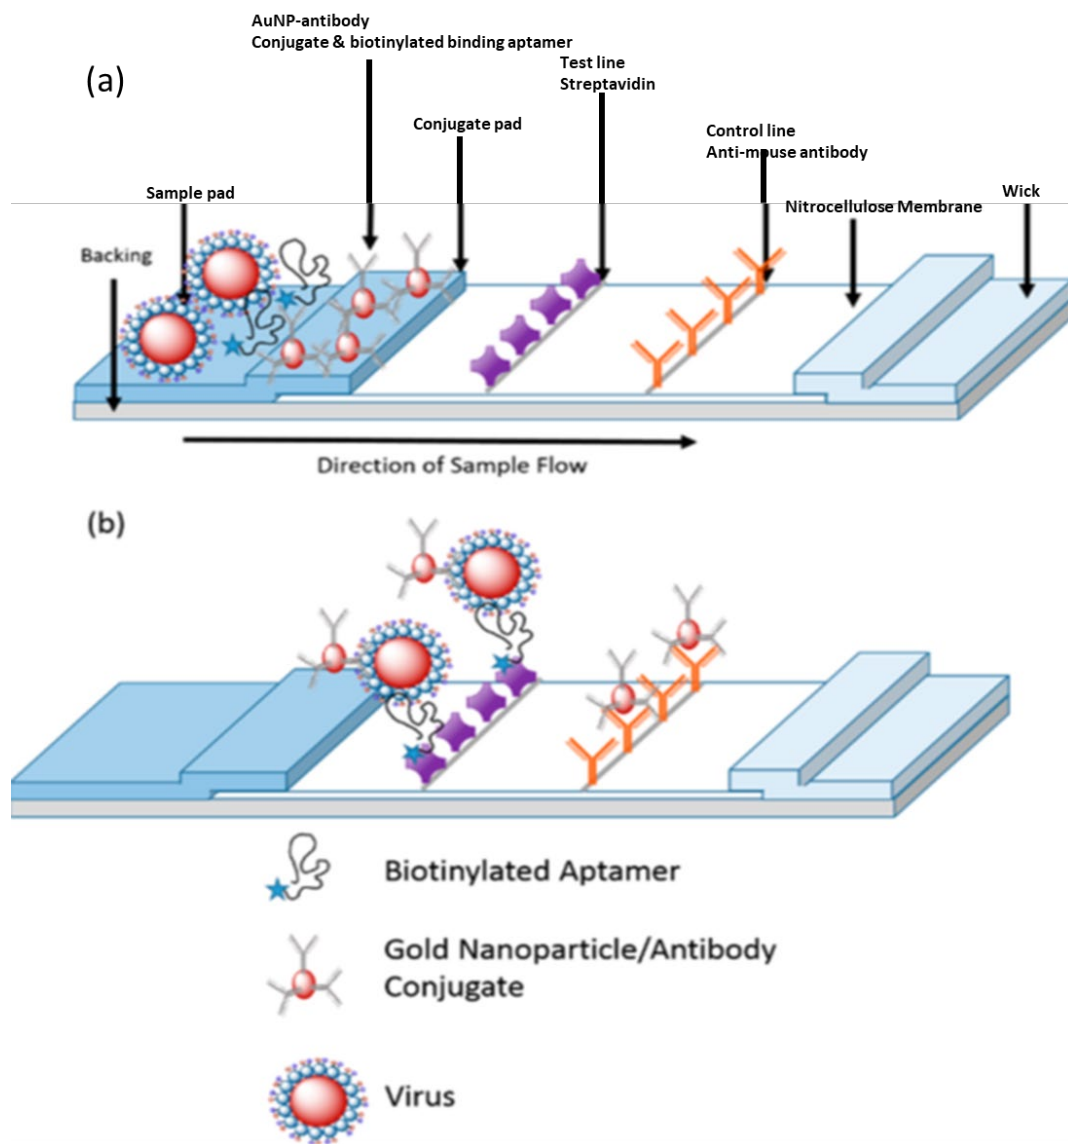 AuNP-antibody
Conjugate & biotinylated binding aptamer
(a)
Test line
Streptavidin
Conjugate pad
Control line
Anti-mouse antibody
Sample pad
Wick
Nitrocellulose Membrane
Backing
Direction of Sample Flow
(b)
Biotinylated Aptamer
Gold Nanoparticle/Antibody
Conjugate
Virus